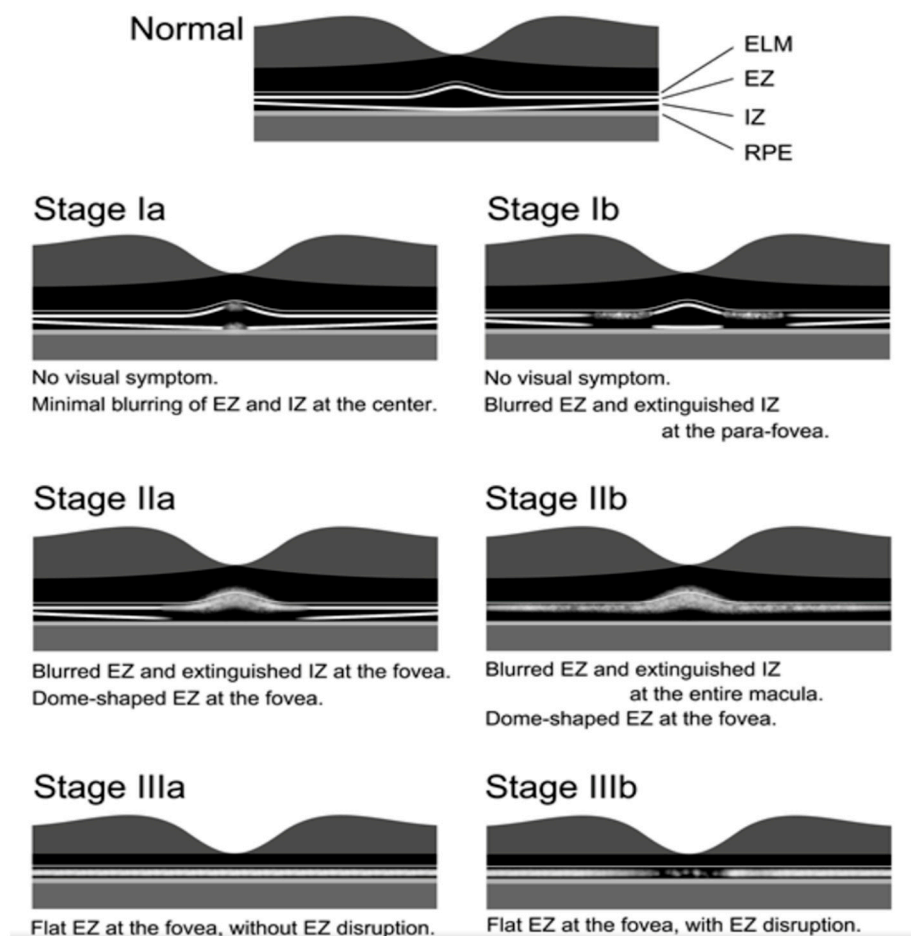 Normal
ELM
EZ
IZ
RPE
Stage Ia
No visual symptom.
Minimal blurring of EZ and IZ at the center.
Stage Ib
No visual symptom.
Blurred EZ and extinguished IZ
at the para-fovea.
Stage IIa
Blurred EZ and extinguished IZ at the fovea.
Dome-shaped EZ at the fovea.
Stage IIb
Blurred EZ and extinguished IZ
at the entire macula.
Dome-shaped EZ at the fovea.
Stage IIIa
Flat EZ at the fovea, without EZ disruption.
Stage IIIb
Flat EZ at the fovea, with EZ disruption.